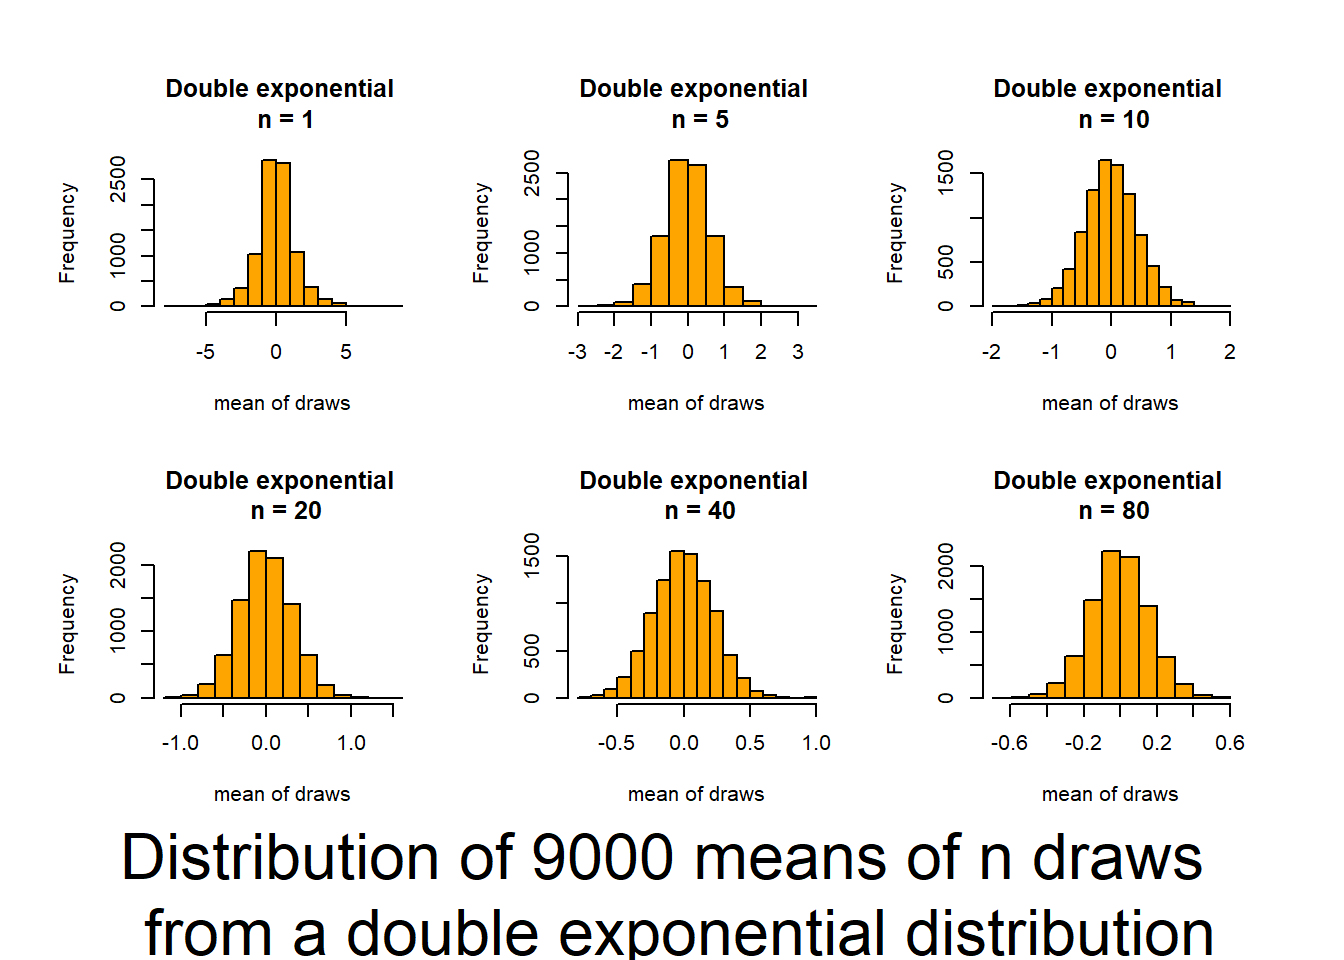 Double exponential
n = 1
Frequency
0 1000 2500
-5 0 5
mean of draws
Double exponential
n = 5
Frequency
0 1000 2500
-3 -2 -1 0 1 2 3
mean of draws
Double exponential
n = 10
Frequency
0 500 1500
-2 -1 0 1 2
mean of draws
Double exponential
n = 20
Frequency
0 1000 2000
-1.0 0.0 1.0
mean of draws
Double exponential
n = 40
Frequency
0 500 1500
-0.5 0.0 0.5 1.0
mean of draws
Double exponential
n = 80
Frequency
0 1000 2000
-0.6 -0.2 0.2 0.6
mean of draws
Distribution of 9000 means of n draws
from a double exponential distribution